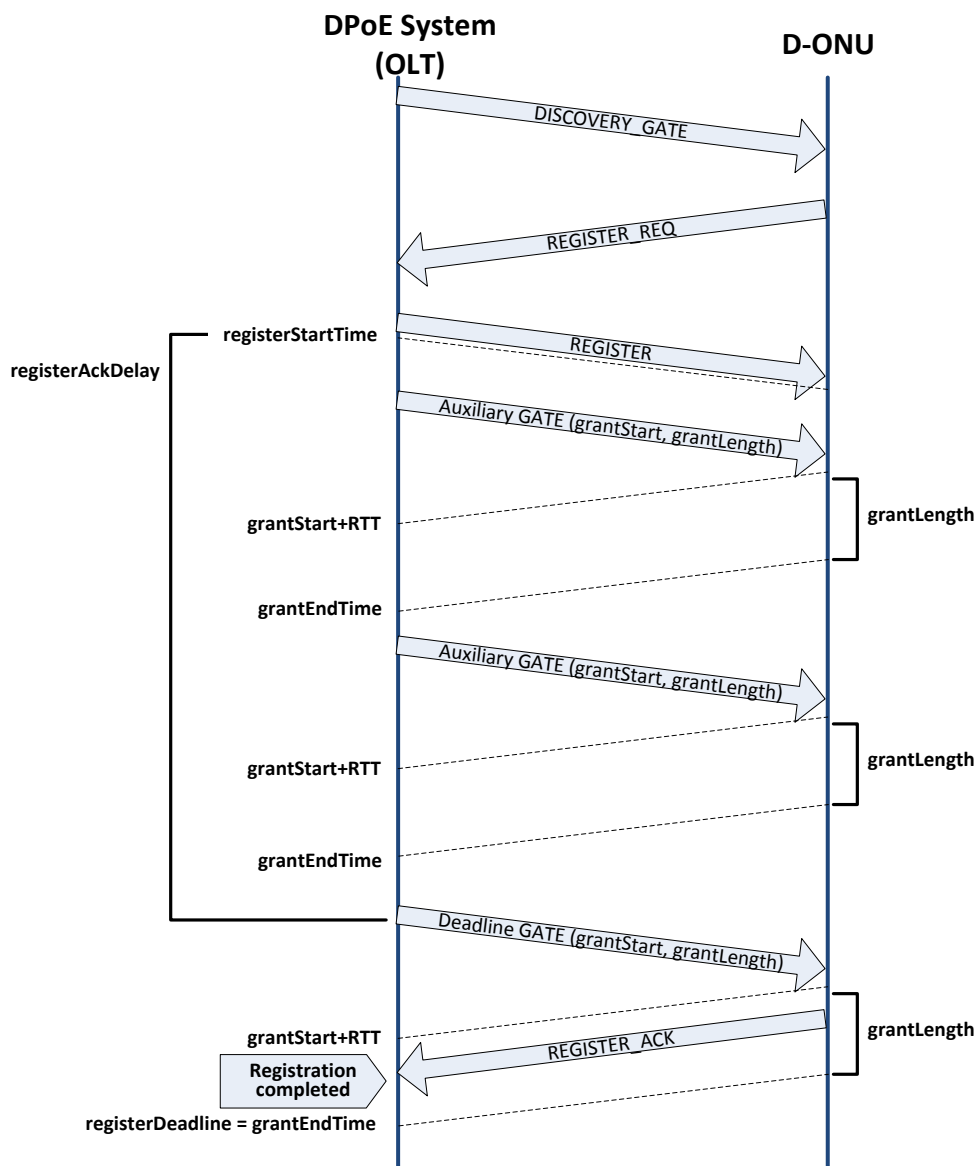 DPoE System
(OLT)
D-ONU
DISCOVERY_GATE
REGISTER_REQ
registerStartTime
REGISTER
registerAckDelay
Auxiliary GATE (grantStart, grantLength)
grantLength
grantStart+RTT
grantEndTime
Auxiliary GATE (grantStart, grantLength)
grantLength
grantStart+RTT
grantEndTime
Deadline GATE (grantStart, grantLength)
grantLength
grantStart+RTT
REGISTER_ACK
Registration
completed
registerDeadline = grantEndTime